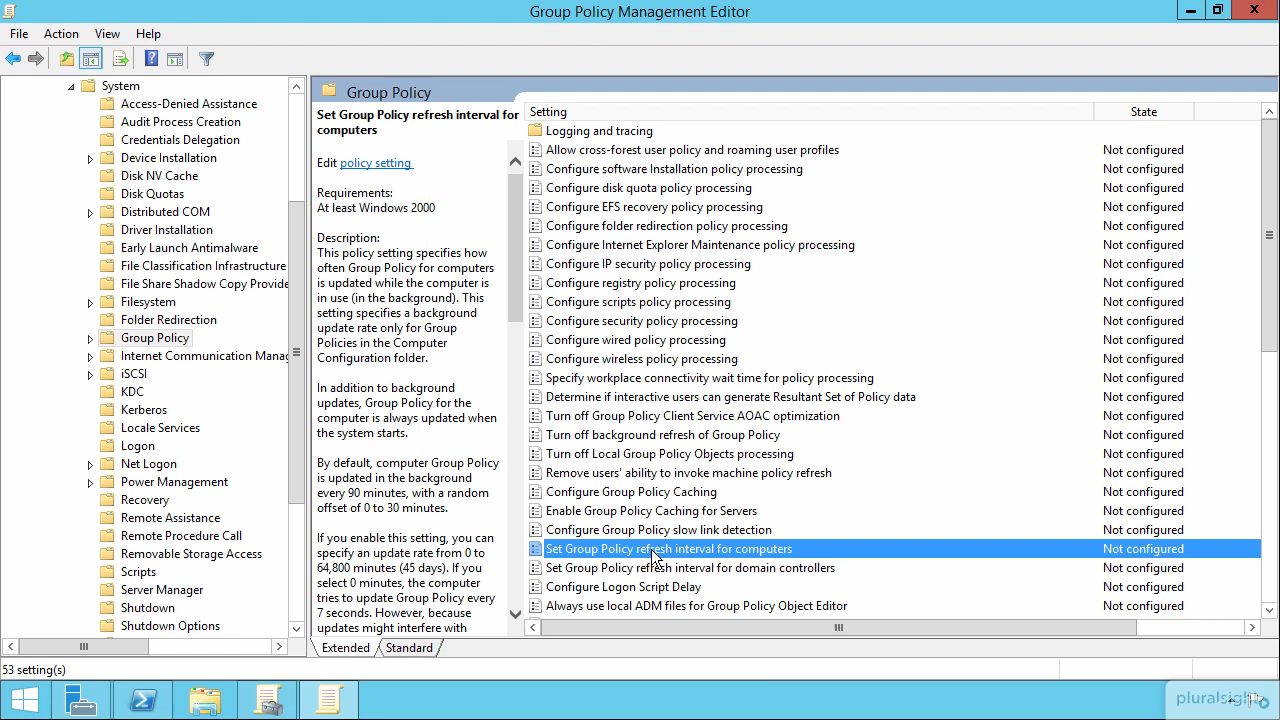 Group Policy Management Editor
File Action View Help
System
Access-Denied Assistance
Audit Process Creation
Credentials Delegation
Device Installation
Disk NV Cache
Disk Quotas
Distributed COM
Driver Installation
Early Launch Antimalware
File Classification Infrastructure
File Share Shadow Copy Provide
Filesystem
Folder Redirection
Group Policy
Internet Communication Manag
iSCSI
KDC
Kerberos
Locale Services
Logon
Net Logon
Power Management
Recovery
Remote Assistance
Remote Procedure Call
Removable Storage Access
Scripts
Server Manager
Shutdown
Shutdown Options
Group Policy
Set Group Policy refresh interval for
computers
Edit policy setting
Requirements:
At least Windows 2000
Description:
This policy setting specifies how
often Group Policy for computers
is updated while the computer is
in use (in the background). This
setting specifies a background
update rate only for Group
Policies in the Computer
Configuration folder.
In addition to background
updates, Group Policy for the
computer is always updated when
the system starts.
By default, computer Group Policy
is updated in the background
every 90 minutes, with a random
offset of 0 to 30 minutes.
If you enable this setting, you can
specify an update rate from 0 to
64,800 minutes (45 days). If you
select 0 minutes, the computer
tries to update Group Policy every
7 seconds. However, because
updates might interfere with
Setting State
Logging and tracing
Allow cross-forest user policy and roaming user profiles Not configured
Configure software Installation policy processing Not configured
Configure disk quota policy processing Not configured
Configure EFS recovery policy processing Not configured
Configure folder redirection policy processing Not configured
Configure Internet Explorer Maintenance policy processing Not configured
Configure IP security policy processing Not configured
Configure registry policy processing Not configured
Configure scripts policy processing Not configured
Configure security policy processing Not configured
Configure wired policy processing Not configured
Configure wireless policy processing Not configured
Specify workplace connectivity wait time for policy processing Not configured
Determine if interactive users can generate Resultant Set of Policy data Not configured
Turn off Group Policy Client Service AOAC optimization Not configured
Turn off background refresh of Group Policy Not configured
Turn off Local Group Policy Objects processing Not configured
Remove users' ability to invoke machine policy refresh Not configured
Configure Group Policy Caching Not configured
Enable Group Policy Caching for Servers Not configured
Configure Group Policy slow link detection Not configured
Set Group Policy refresh interval for computers Not configured
Set Group Policy refresh interval for domain controllers Not configured
Configure Logon Script Delay Not configured
Always use local ADM files for Group Policy Object Editor Not configured
Extended Standard
53 setting(s)
pluralsight